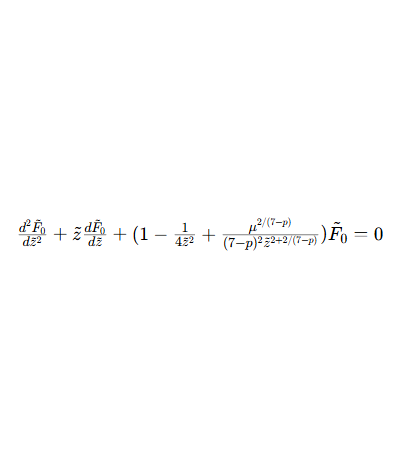 \frac{d^2 \tilde{F}_0}{d\tilde{z}^2} + \tilde{z} \frac{d\tilde{F}_0}{d\tilde{z}} + (1 - \frac{1}{4\tilde{z}^2} + \frac{\mu^{2/(7-p)}}{(7-p)^2 \tilde{z}^{2+2/(7-p)}}) \tilde{F}_0 = 0